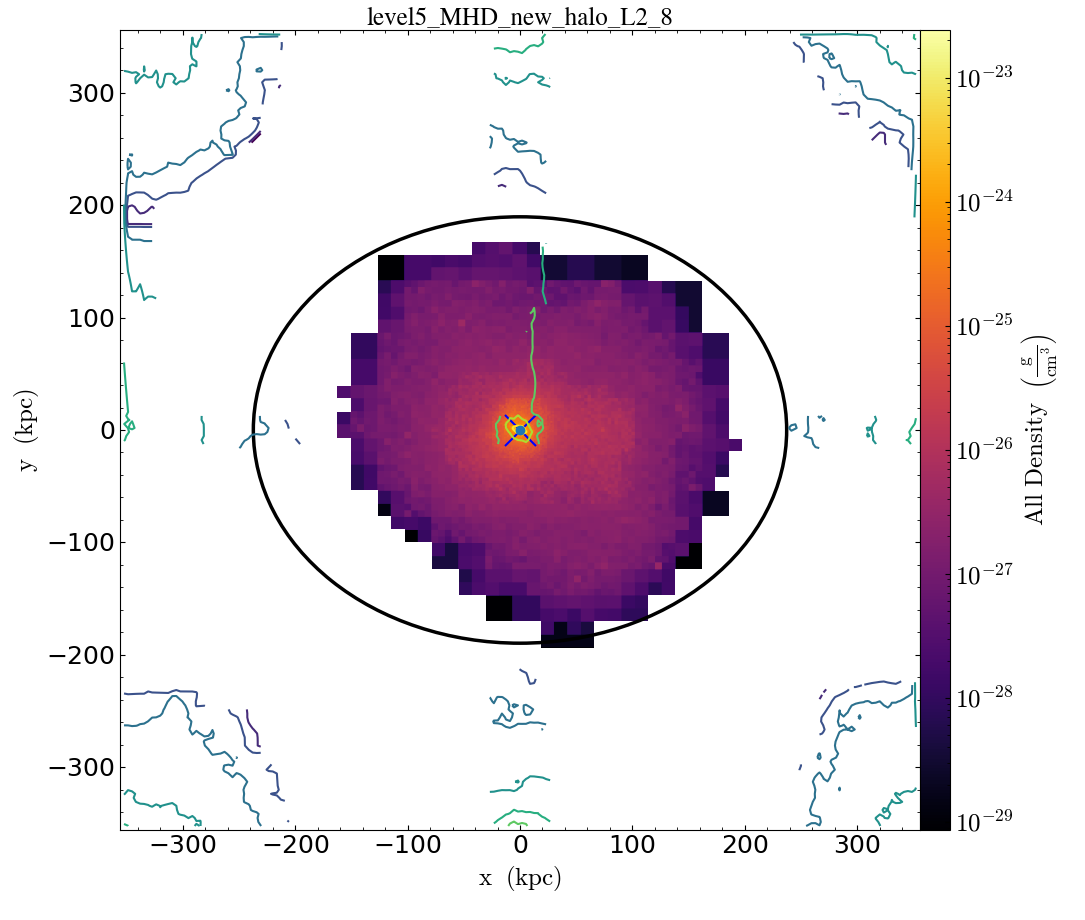 level5_MHD_new_halo_L2_8
300
200
100
0
−100
−200
−300
y (kpc)
−300 −200 −100 0 100 200 300
x (kpc)
10^{-23}
10^{-24}
10^{-25}
10^{-26}
10^{-27}
10^{-28}
10^{-29}
All Density (g/cm^3)